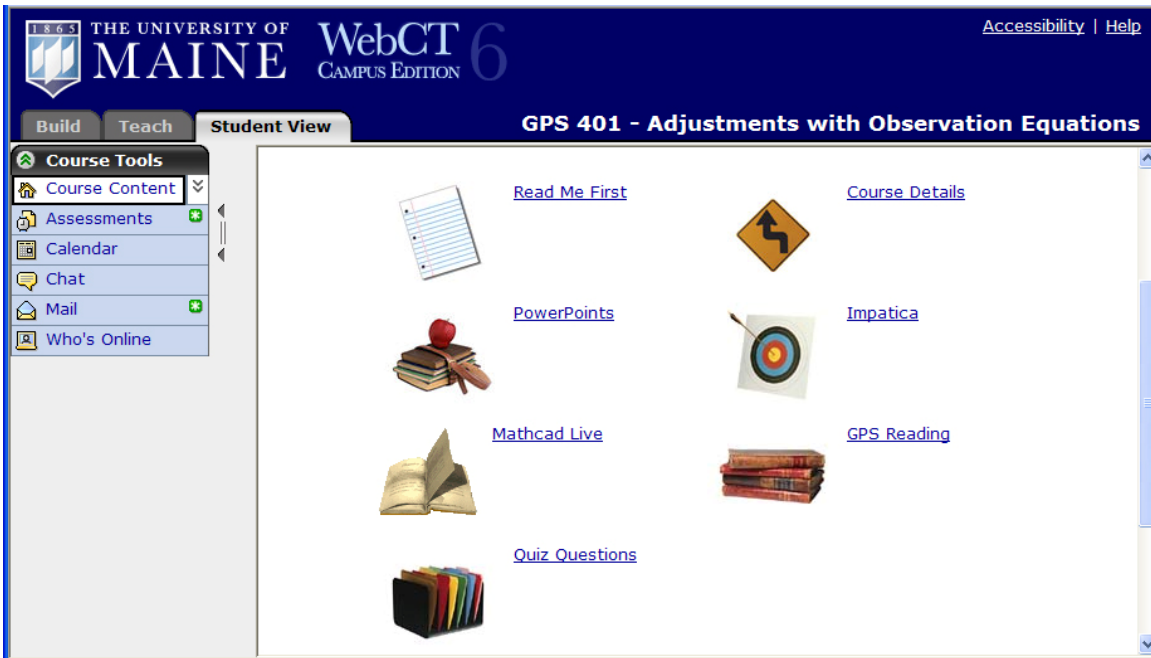 1865 THE UNIVERSITY OF
MAINE
WebCT 6
CAMPUS EDITION
Accessibility | Help
Build Teach Student View
GPS 401 - Adjustments with Observation Equations
Course Tools
Course Content
Assessments
Calendar
Chat
Mail
Who's Online
Read Me First
Course Details
PowerPoints
Impatica
Mathcad Live
GPS Reading
Quiz Questions